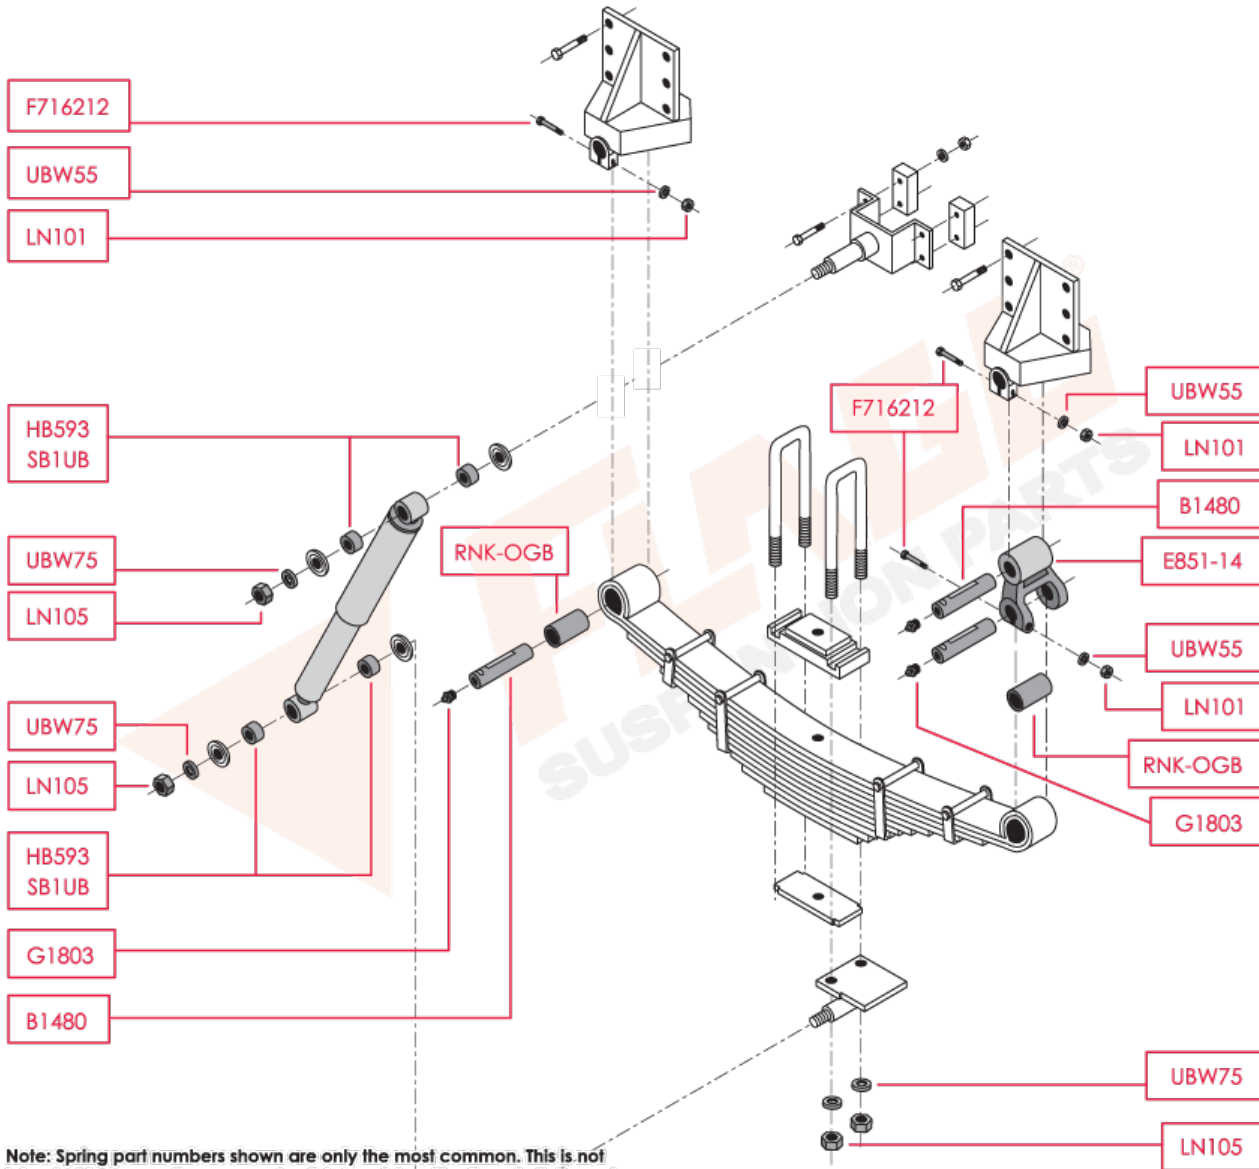 F716212
UBW55
LN101
HB593
SB1UB
UBW75
LN105
UBW75
LN105
HB593
SB1UB
G1803
B1480
RNK-OGB
F716212
UBW55
LN101
B1480
E851-14
UBW55
LN101
RNK-OGB
G1803
UBW75
LN105
SUSPENSION PARTS
®
Note: Spring part numbers shown are only the most common. This is not